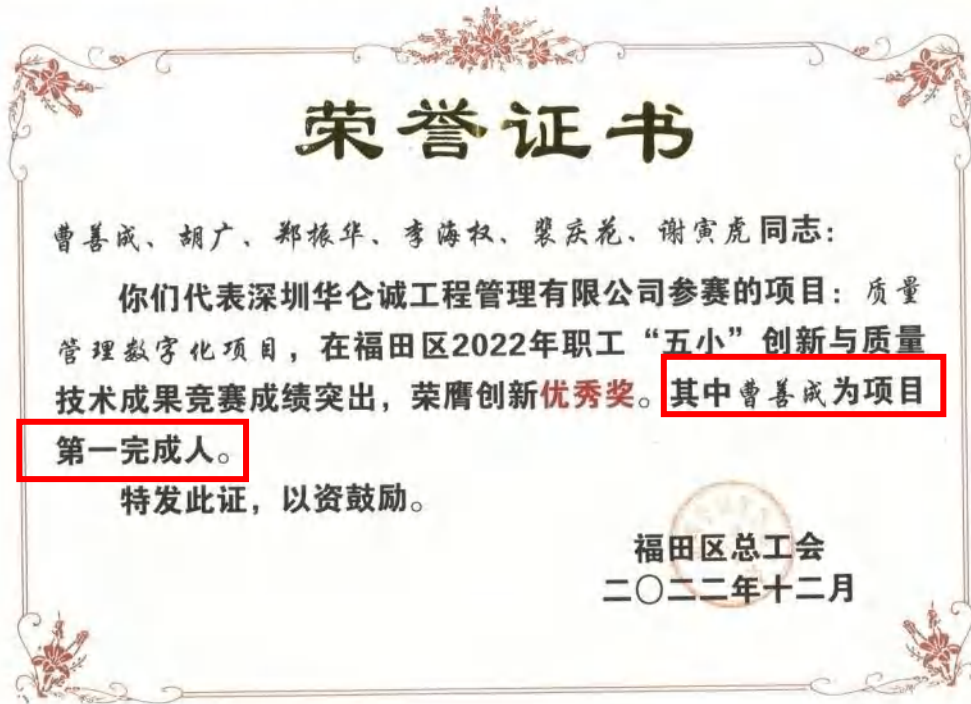 荣誉证书
曹善成、胡广、郑振华、李海权、裴庆花、谢寅虎同志：
你们代表深圳华仑诚工程管理有限公司参赛的项目：质量
管理数字化项目，在福田区2022年职工“五小”创新与质量
技术成果竞赛成绩突出，荣膺创新优秀奖。其中曹善成为项目
第一完成人。
特发此证，以资鼓励。
福田区总工会
二〇二二年十二月